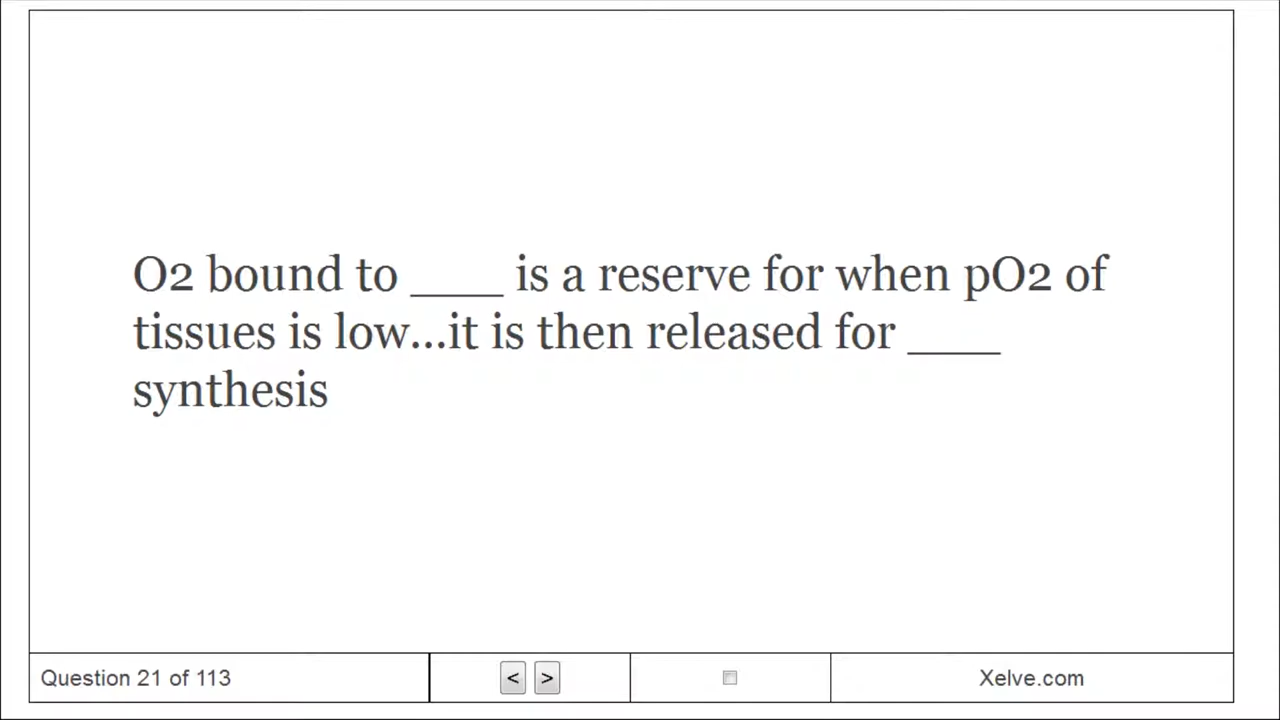 O2 bound to ____ is a reserve for when pO2 of
tissues is low...it is then released for ____
synthesis
Question 21 of 113
< >
Xelve.com